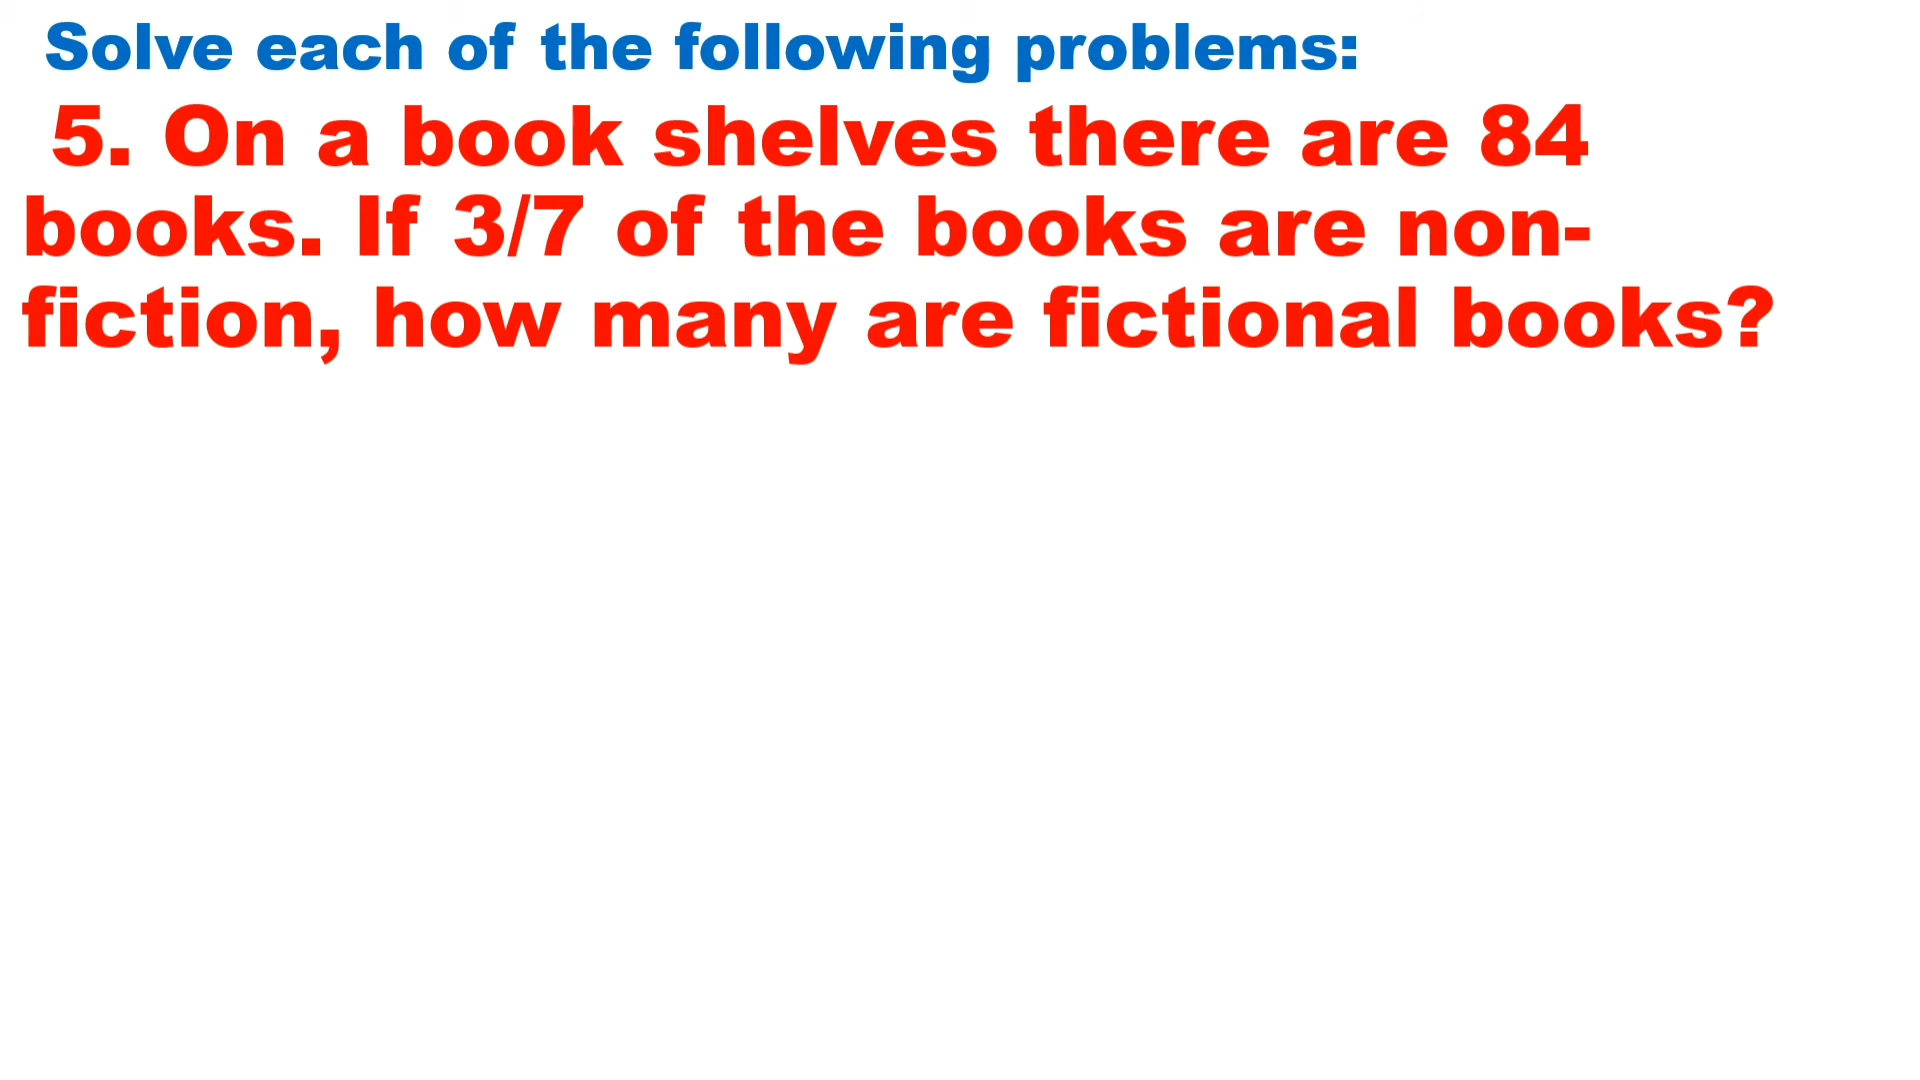 Solve each of the following problems:
5. On a book shelves there are 84
books. If 3/7 of the books are non-
fiction, how many are fictional books?